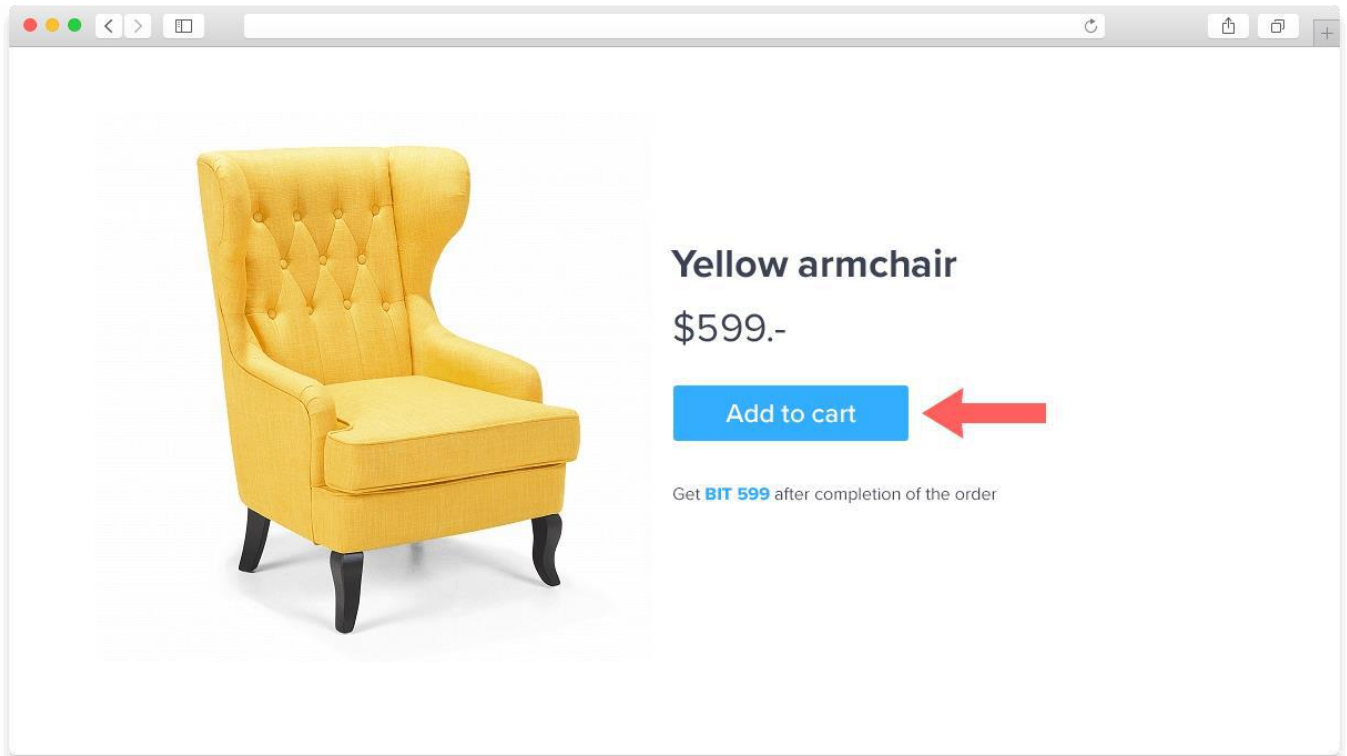 Yellow armchair
$599.-
Add to cart
Get BIT 599 after completion of the order